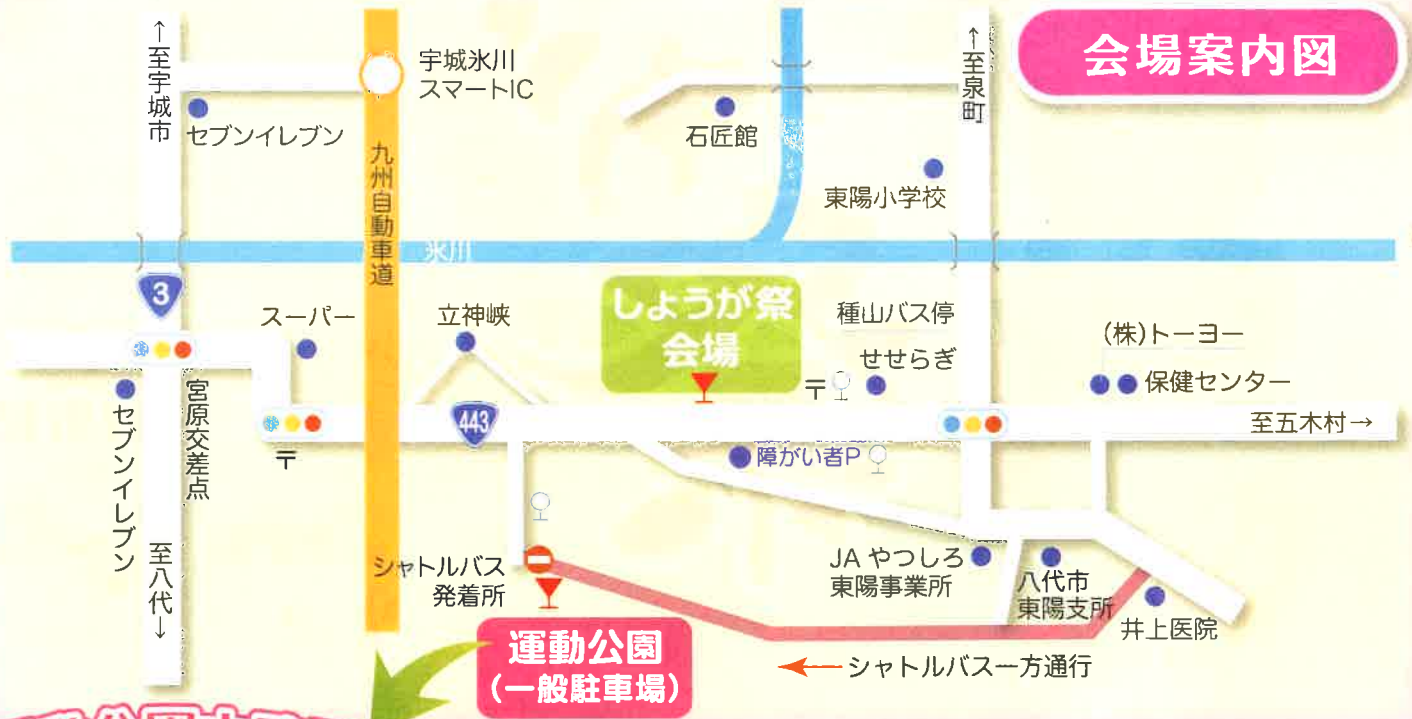 会場案内図
↑至宇城市
宇城氷川
スマートIC
セブンイレブン
九州自動車道
石匠館
↑至泉町
東陽小学校
氷川
3
スーパー
立神峡
しょうが祭
会場
種山バス停
せせらぎ
(株)トーヨー
保健センター
宮原交差点
セブンイレブン
〒
443
〒
至五木村→
障がい者P
至八代↓
シャトルバス
発着所
JAやつしろ
東陽事業所
八代市
東陽支所
井上医院
運動公園
(一般駐車場)
←シャトルバス一方通行